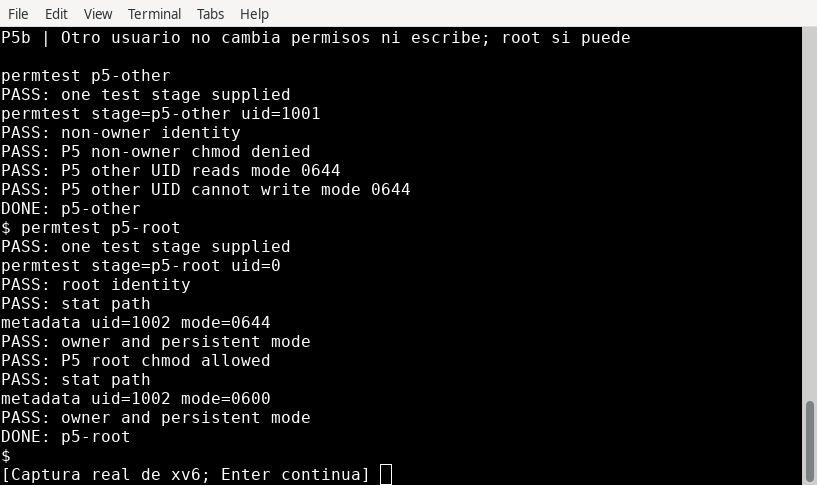 File Edit View Terminal Tabs Help
P5b | Otro usuario no cambia permisos ni escribe; root si puede
permtest p5-other
PASS: one test stage supplied
permtest stage=p5-other uid=1001
PASS: non-owner identity
PASS: P5 non-owner chmod denied
PASS: P5 other UID reads mode 0644
PASS: P5 other UID cannot write mode 0644
DONE: p5-other
$ permtest p5-root
PASS: one test stage supplied
permtest stage=p5-root uid=0
PASS: root identity
PASS: stat path
metadata uid=1002 mode=0644
PASS: owner and persistent mode
PASS: P5 root chmod allowed
PASS: stat path
metadata uid=1002 mode=0600
PASS: owner and persistent mode
DONE: p5-root
$
[Captura real de xv6; Enter continua]